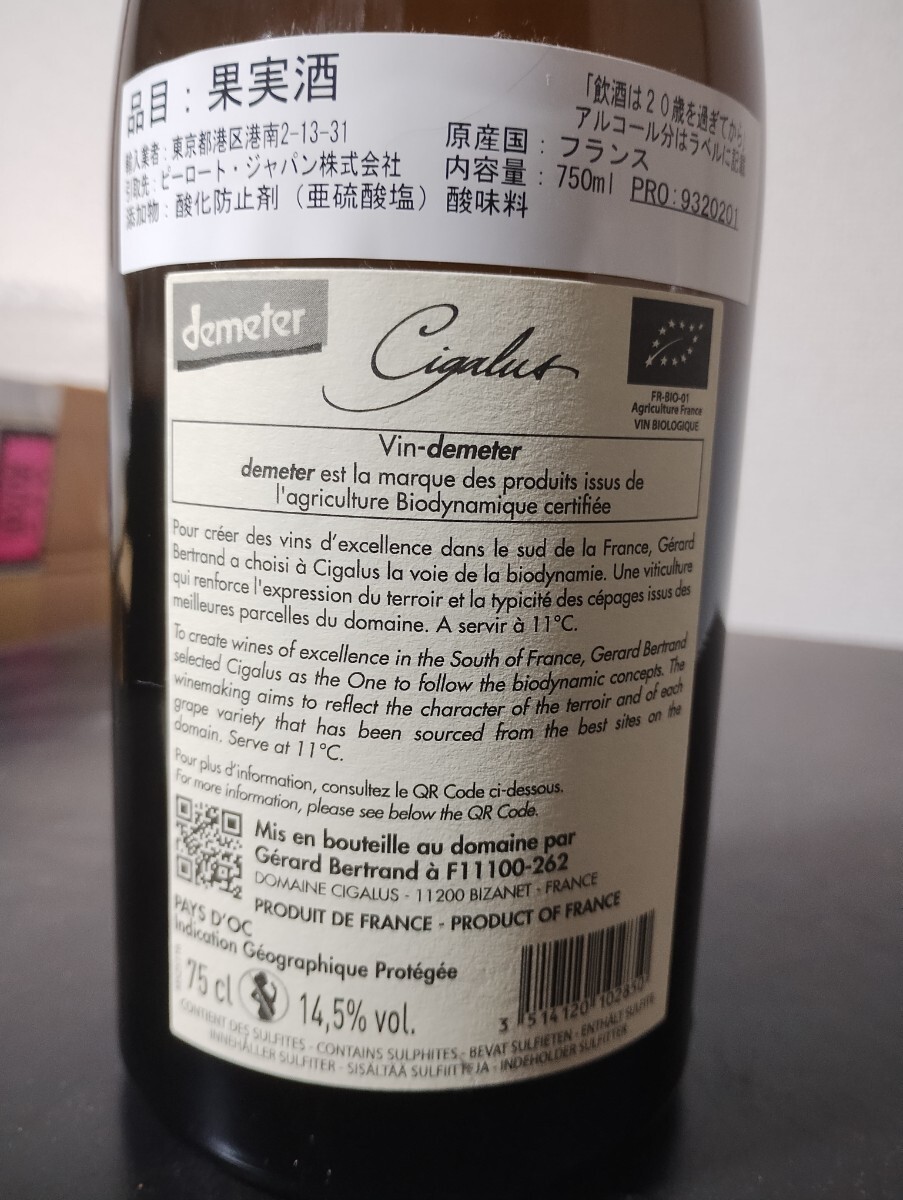 品目：果実酒
輸入業者：東京都港区港南2-13-31
引取先：ピーロート・ジャパン株式会社
添加物：酸化防止剤（亜硫酸塩）酸味料
「飲酒は20歳を過ぎてから」
アルコール分はラベルに記載
原産国：フランス
内容量：750ml PRO:9320201
demeter
Cigalus
FR-BIO-01
Agriculture France
VIN BIOLOGIQUE
Vin-demeter
demeter est la marque des produits issus de
l'agriculture Biodynamique certifiée
Pour créer des vins d'excellence dans le sud de la France, Gérard
Bertrand a choisi à Cigalus la voie de la biodynamie. Une viticulture
qui renforce l'expression du terroir et la typicité des cépages issus des
meilleures parcelles du domaine. A servir à 11°C.
To create wines of excellence in the South of France, Gerard Bertrand
selected Cigalus as the One to follow the biodynamic concepts. The
winemaking aims to reflect the character of the terroir and of each
grape variety that has been sourced from the best sites on the
domain. Serve at 11°C.
Pour plus d'information, consultez le QR Code ci-dessous.
For more information, please see below the QR Code.
Mis en bouteille au domaine par
Gérard Bertrand à F11100-262
DOMAINE CIGALUS - 11200 BIZANET - FRANCE
PRODUIT DE FRANCE - PRODUCT OF FRANCE
PAYS D'OC
Indication Géographique Protégée
75 cl 14,5% vol.
3 514120 102850
CONTIENT DES SULFITES - CONTAINS SULPHITES - BEVAT SULFIETEN - ENTHÄLT SULFITE
INNEHÅLLER SULFITER - SISÄLTÄÄ SULFIITTEJA - INDEHOLDER SULFITTER